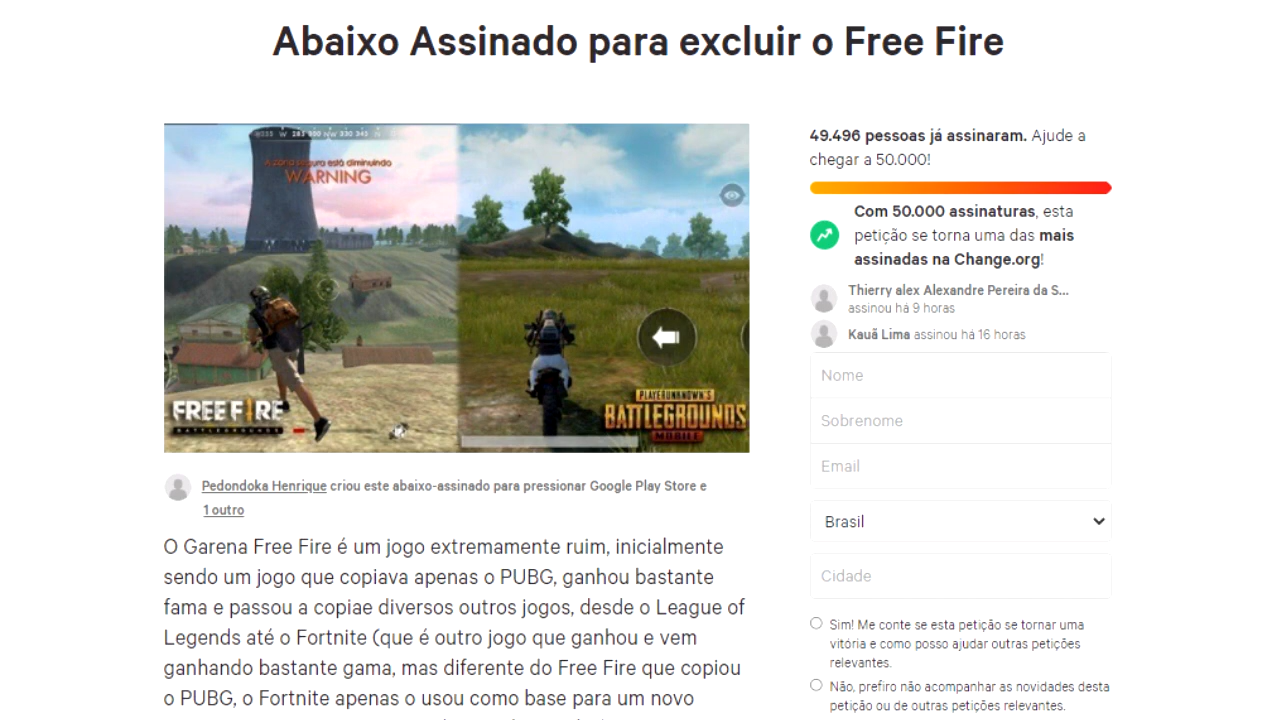 Abaixo Assinado para excluir o Free Fire
A zona segura está diminuindo
WARNING
FREE FIRE
BATTLEGROUNDS
PLAYERUNKNOWN'S
BATTLEGROUNDS
MOBILE
Pedondoka Henrique criou este abaixo-assinado para pressionar Google Play Store e
1 outro
O Garena Free Fire é um jogo extremamente ruim, inicialmente
sendo um jogo que copiava apenas o PUBG, ganhou bastante
fama e passou a copiae diversos outros jogos, desde o League of
Legends até o Fortnite (que é outro jogo que ganhou e vem
ganhando bastante gama, mas diferente do Free Fire que copiou
o PUBG, o Fortnite apenas o usou como base para um novo
49.496 pessoas já assinaram. Ajude a
chegar a 50.000!
Com 50.000 assinaturas, esta
petição se torna uma das mais
assinadas na Change.org!
Thierry alex Alexandre Pereira da S...
assinou há 9 horas
Kauã Lima assinou há 16 horas
Nome
Sobrenome
Email
Brasil
Cidade
Sim! Me conte se esta petição se tornar uma
vitória e como posso ajudar outras petições
relevantes.
Não, prefiro não acompanhar as novidades desta
petição ou de outras petições relevantes.